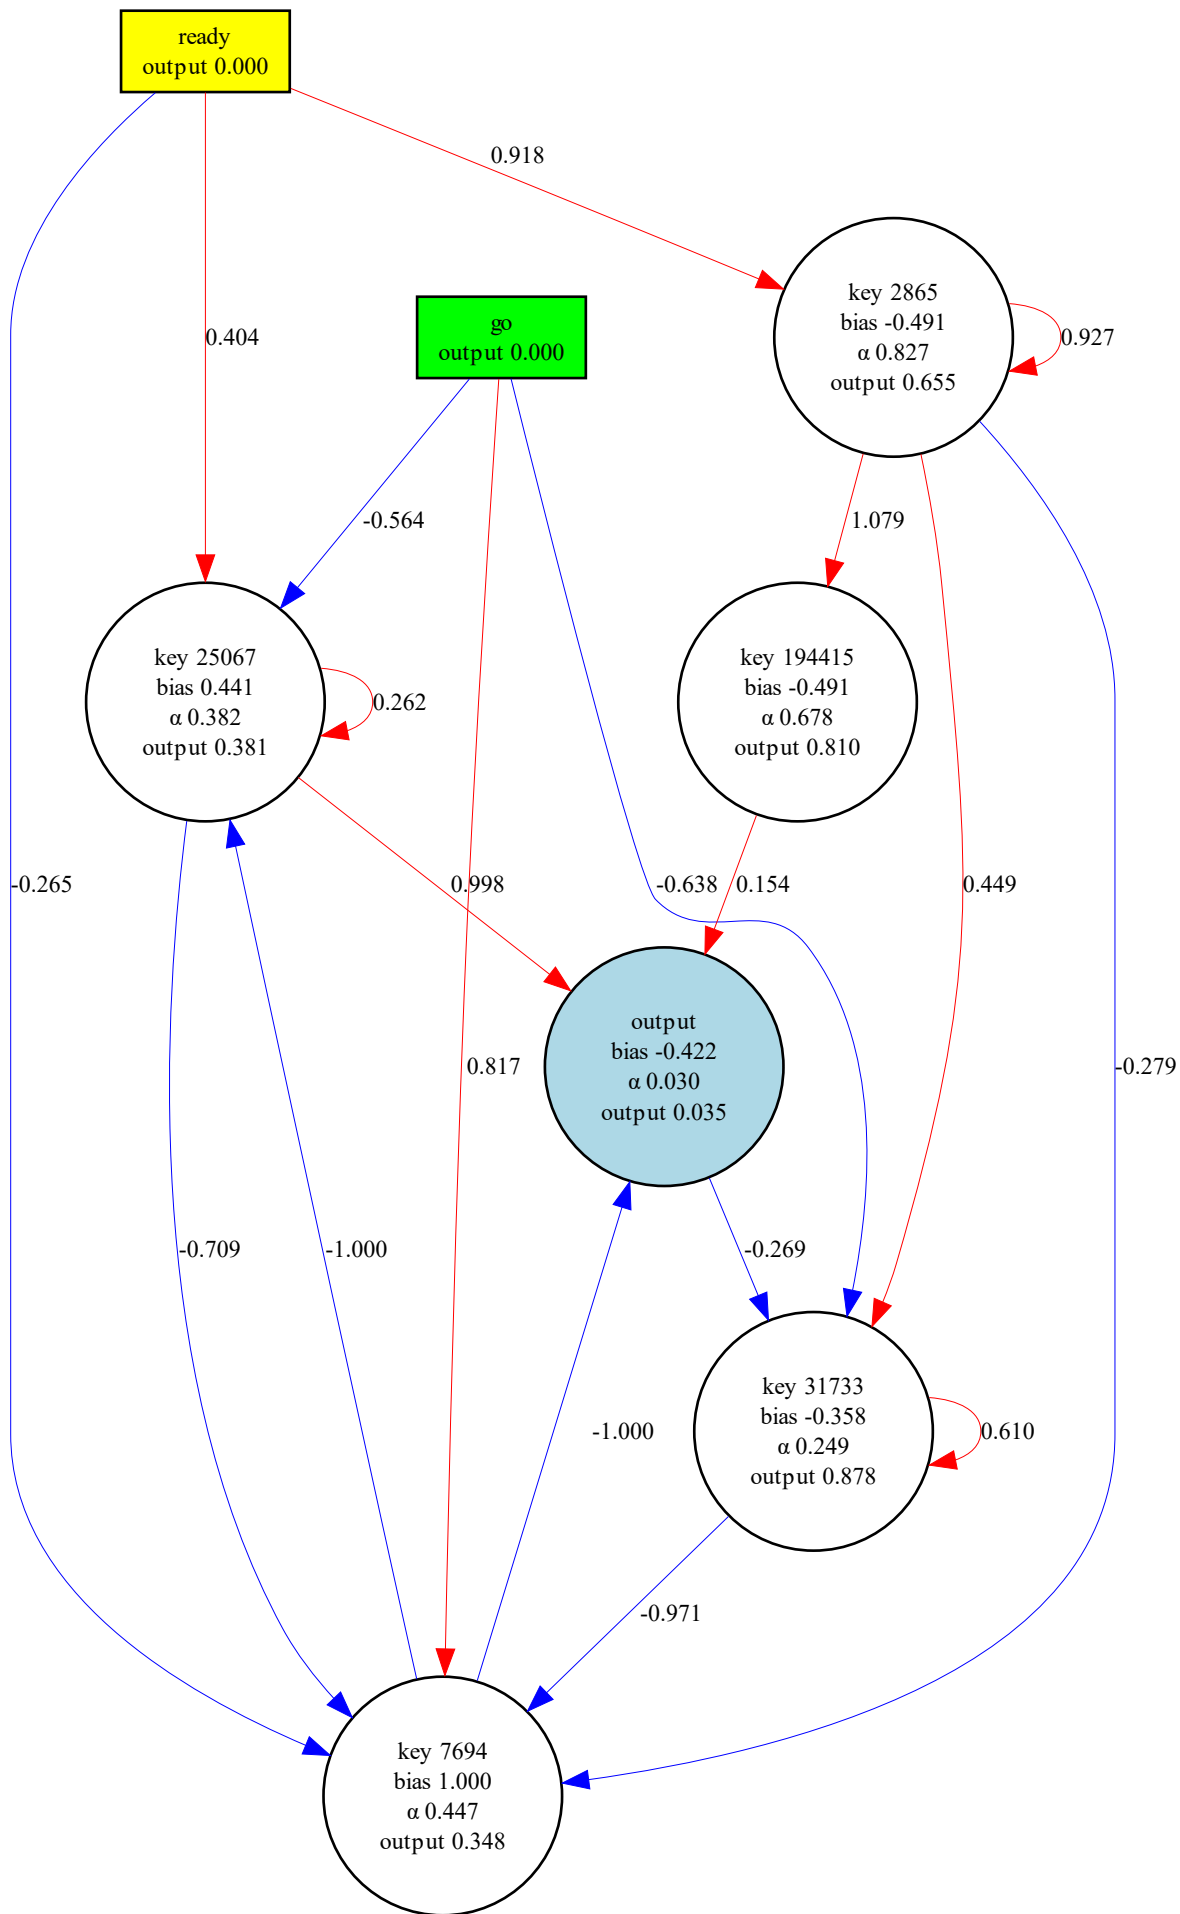 ready
output 0.000
0.918
key 2865
bias -0.491
α 0.827
output 0.655
0.927
go
output 0.000
0.404
-0.564
1.079
key 25067
bias 0.441
α 0.382
output 0.381
0.262
key 194415
bias -0.491
α 0.678
output 0.810
-0.265
0.998
-0.638
0.154
0.449
output
bias -0.422
α 0.030
output 0.035
0.817
-0.279
-0.709
-1.000
-0.269
-1.000
key 31733
bias -0.358
α 0.249
output 0.878
0.610
-0.971
key 7694
bias 1.000
α 0.447
output 0.348